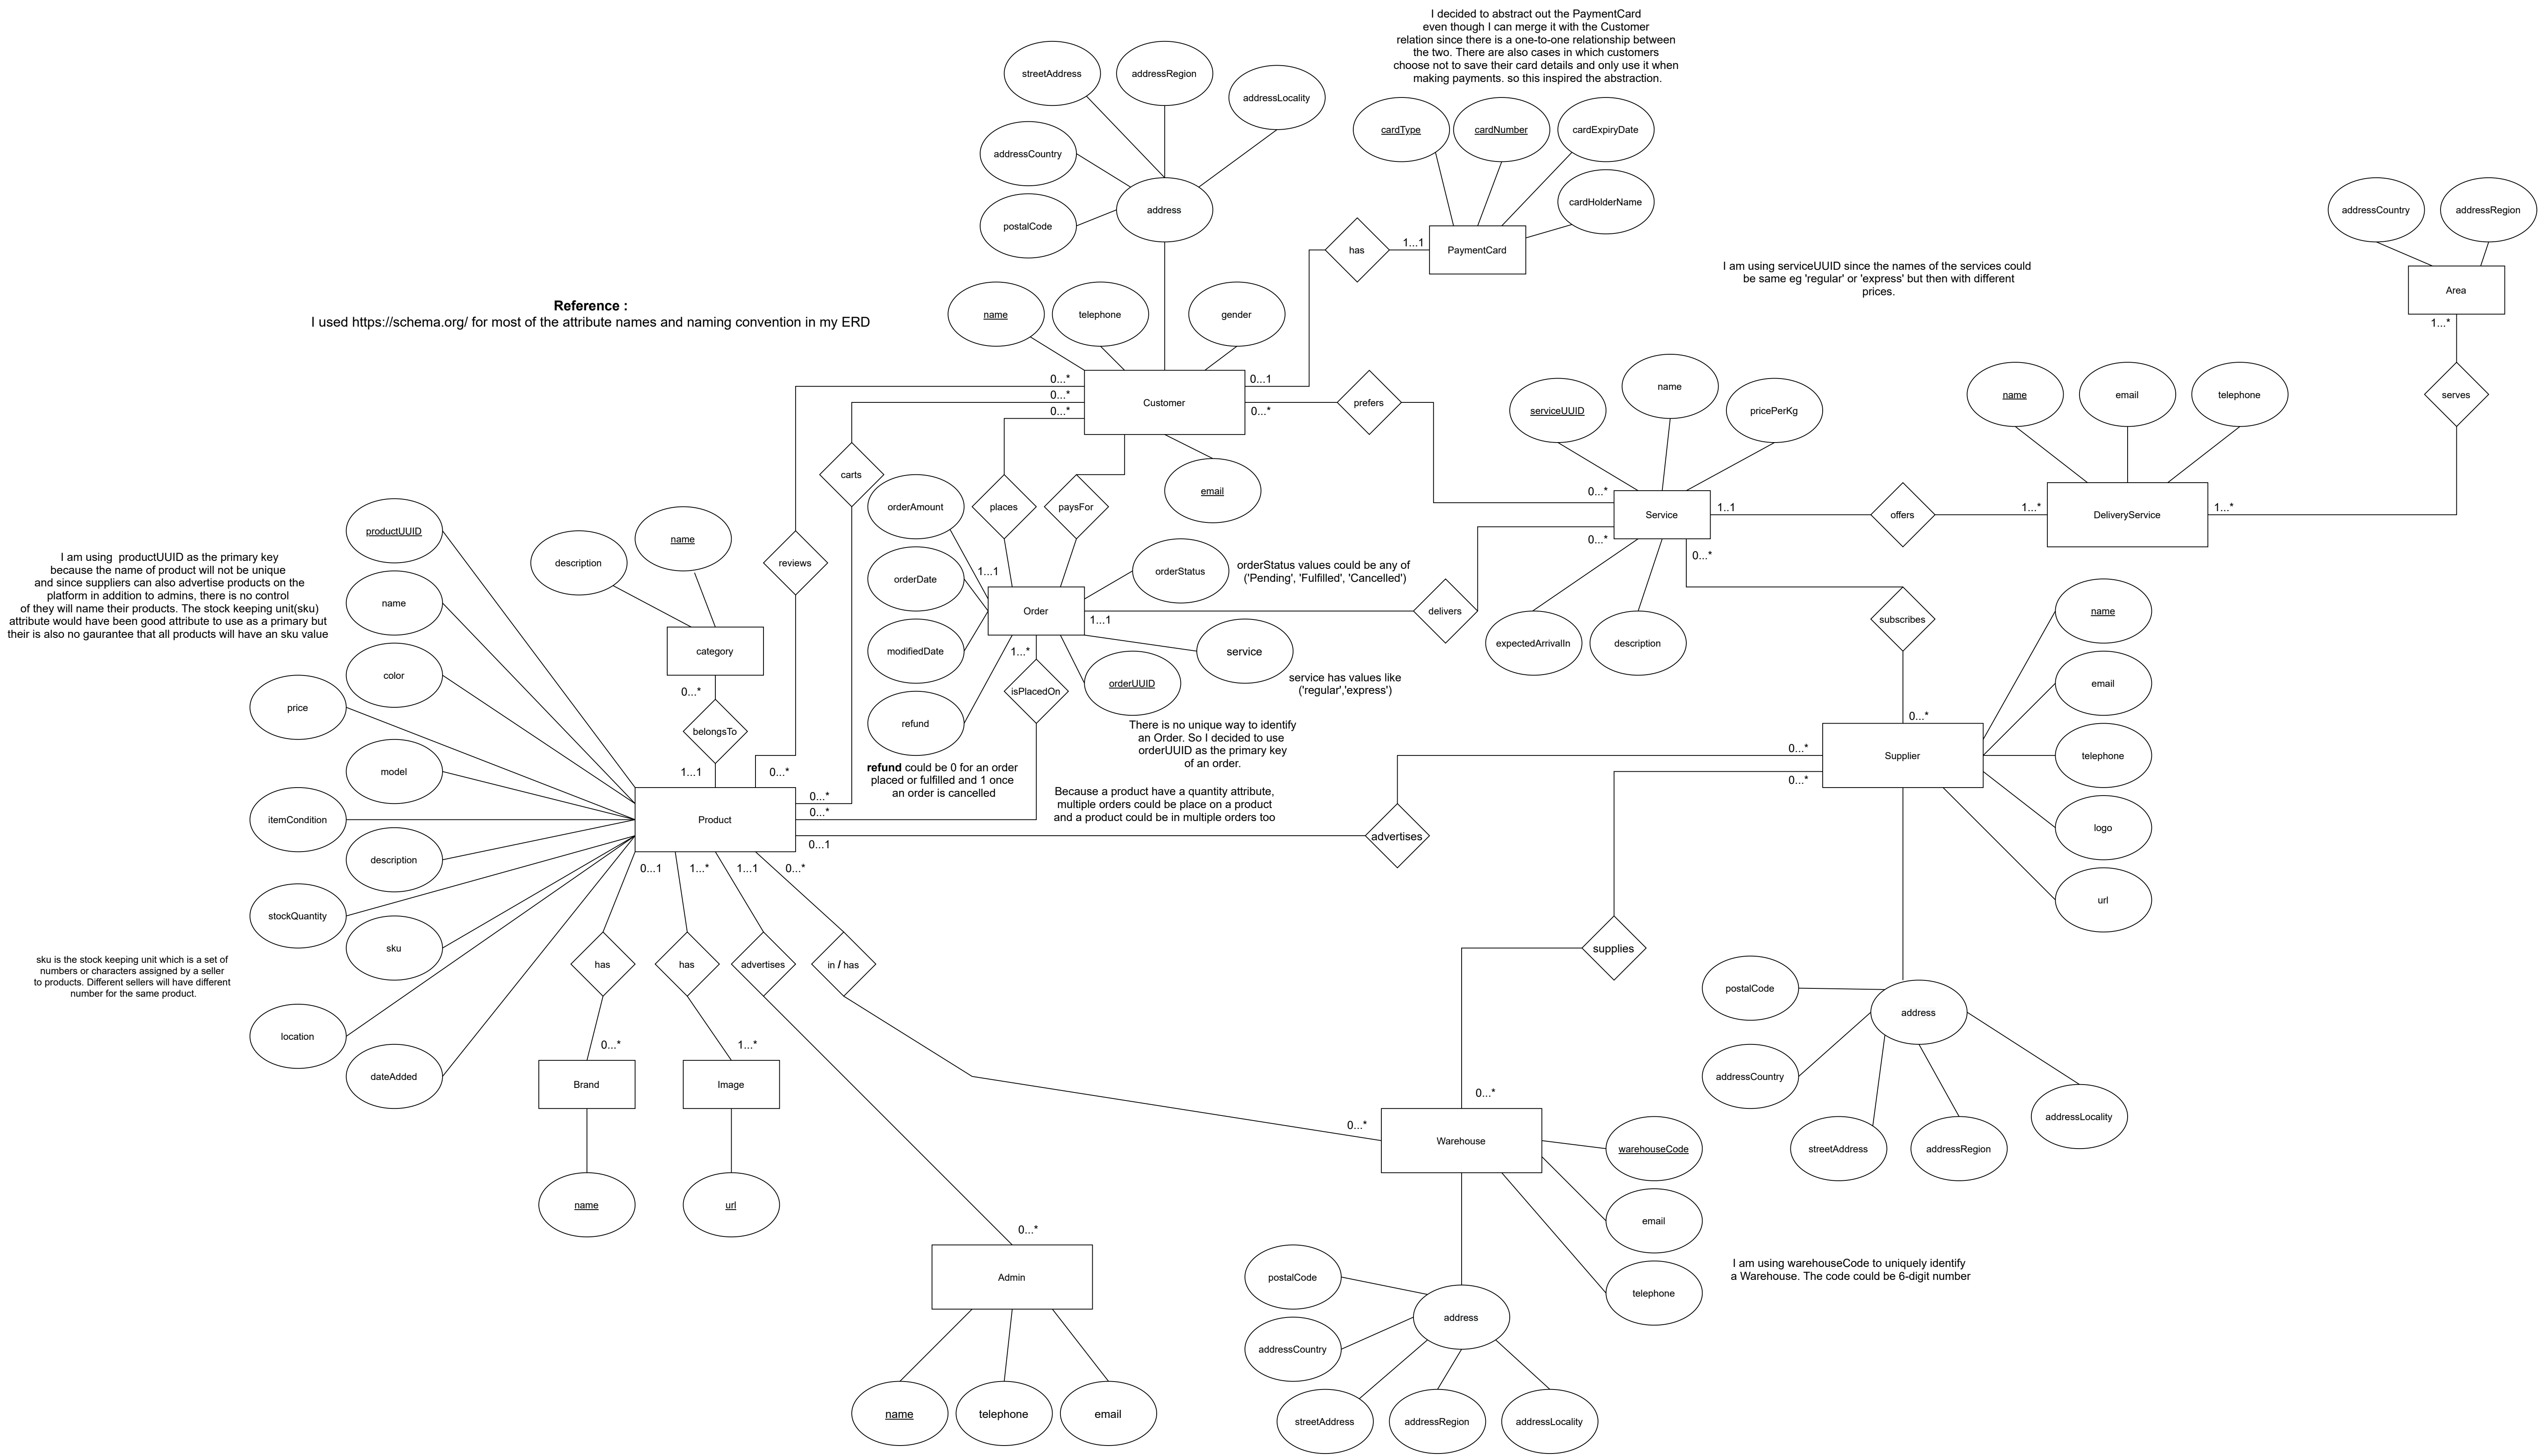 I decided to abstract out the PaymentCard
even though I can merge it with the Customer
relation since there is a one-to-one relationship between
the two. There are also cases in which customers
choose not to save their card details and only use it when
making payments. so this inspired the abstraction.
streetAddress
addressRegion
addressLocality
addressCountry
postalCode
address
cardType
cardNumber
cardExpiryDate
cardHolderName
has
1...1
PaymentCard
addressCountry
addressRegion
Area
1...*
I am using serviceUUID since the names of the services could
be same eg 'regular' or 'express' but then with different
prices.
Reference :
I used https://schema.org/ for most of the attribute names and naming convention in my ERD
name
telephone
gender
0...*
0...*
0...*
Customer
0...1
0...*
prefers
serviceUUID
name
pricePerKg
name
email
telephone
serves
carts
orderAmount
places
paysFor
email
0...*
Service
1..1
offers
1...*
DeliveryService
1...*
0...*
0...*
productUUID
description
name
reviews
I am using  productUUID as the primary key
because the name of product will not be unique
and since suppliers can also advertise products on the
platform in addition to admins, there is no control
of they will name their products. The stock keeping unit(sku)
attribute would have been good attribute to use as a primary but
their is also no gaurantee that all products will have an sku value
name
color
price
model
itemCondition
description
stockQuantity
sku
location
dateAdded
sku is the stock keeping unit which is a set of
numbers or characters assigned by a seller
to products. Different sellers will have different
number for the same product.
category
0...*
belongsTo
1...1
0...*
orderDate
modifiedDate
refund
1...1
Order
1...1
1...*
isPlacedOn
orderStatus
orderStatus values could be any of
('Pending', 'Fulfilled', 'Cancelled')
delivers
service
service has values like
('regular','express')
orderUUID
There is no unique way to identify
an Order. So I decided to use
orderUUID as the primary key
of an order.
refund could be 0 for an order
placed or fulfilled and 1 once
an order is cancelled
Because a product have a quantity attribute,
multiple orders could be place on a product
and a product could be in multiple orders too
expectedArrivalIn
description
subscribes
0...*
name
email
telephone
logo
url
0...*
Supplier
0...*
advertises
Product
0...*
0...*
0...1
0...1
1...*
1...1
0...*
has
has
advertises
in / has
supplies
0...*
1...*
Brand
Image
name
url
0...*
Admin
name
telephone
email
0...*
0...*
Warehouse
warehouseCode
email
telephone
I am using warehouseCode to uniquely identify
a Warehouse. The code could be 6-digit number
postalCode
addressCountry
streetAddress
addressRegion
addressLocality
address
postalCode
addressCountry
streetAddress
addressRegion
addressLocality
address